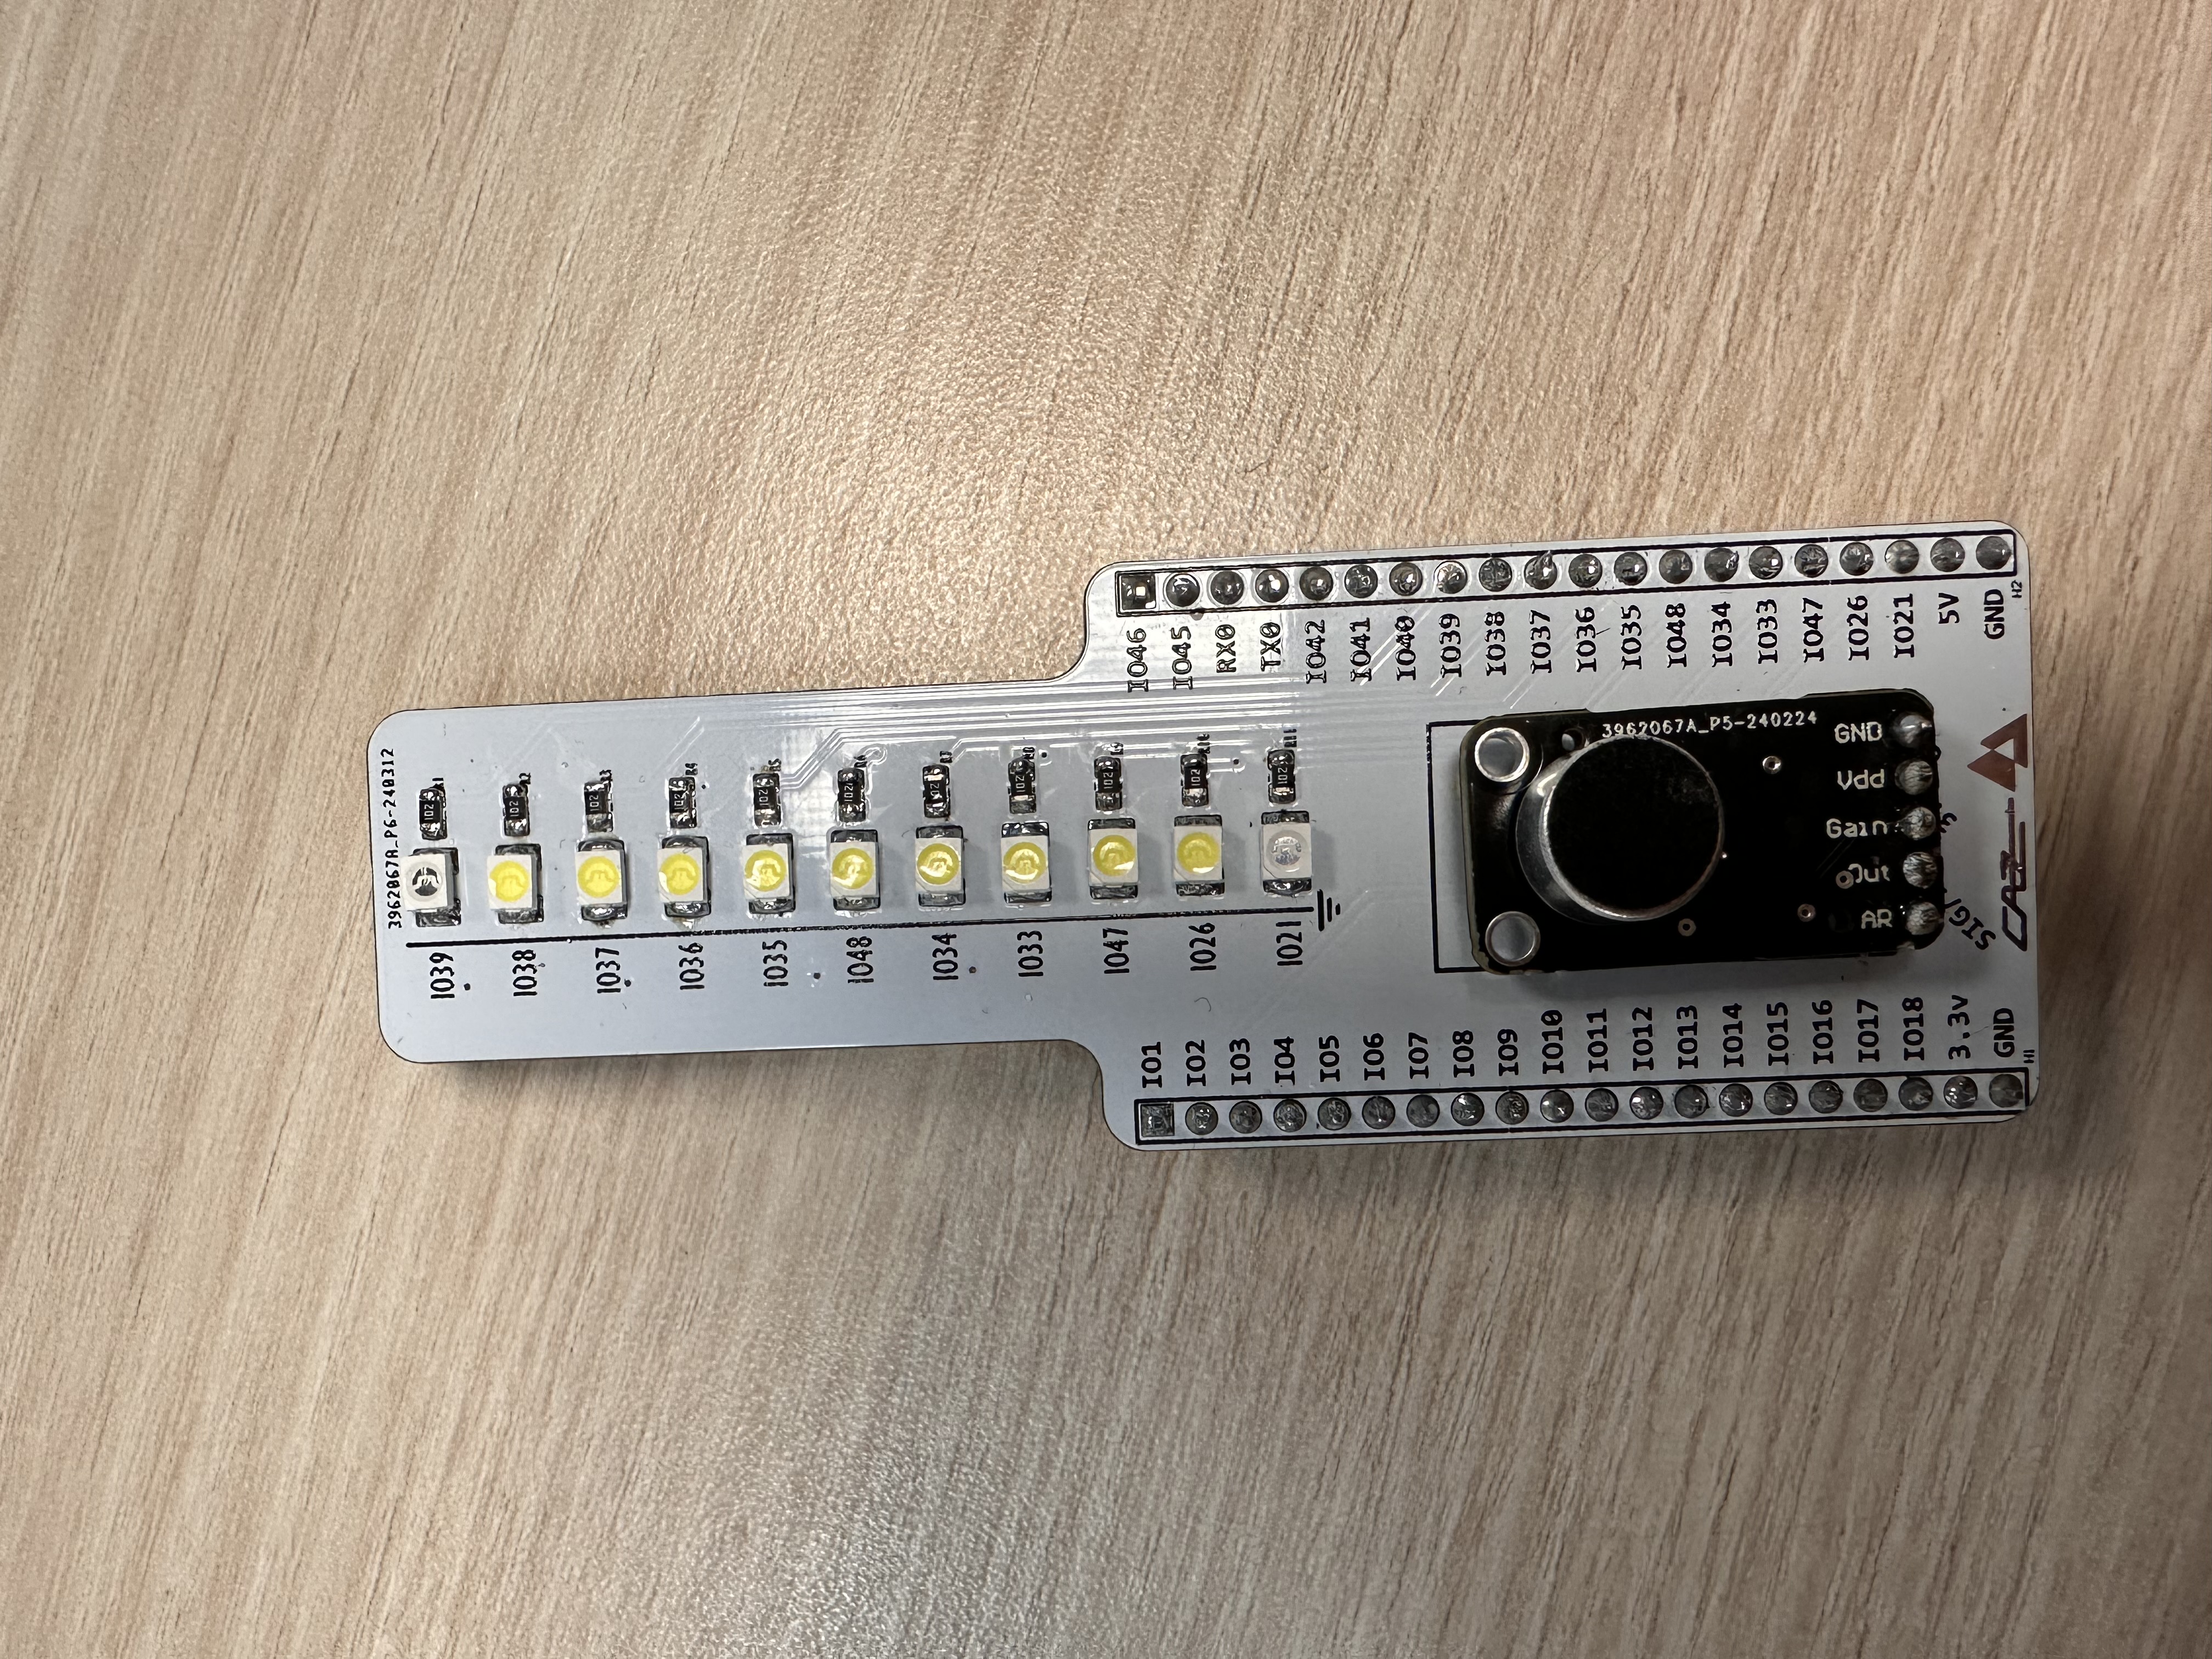 3962067A_P6-240312
IO39
102
R1
IO38
102
R2
IO37
102
R3
IO36
102
R4
IO35
102
R5
IO48
102
R6
IO34
102
R7
IO33
102
R8
IO47
102
R9
IO26
102
R10
IO21
102
R11
IO1
IO2
IO3
IO4
IO5
IO6
IO7
IO8
IO9
IO10
IO11
IO12
IO13
IO14
IO15
IO16
IO17
IO18
3.3v
GND
H1
IO46
IO45
RX0
TX0
IO42
IO41
IO40
IO39
IO38
IO37
IO36
IO35
IO48
IO34
IO33
IO47
IO26
IO21
5V
GND
H2
3962067A_P5-240224
AR
Out
Gain
Vdd
GND
SIG/